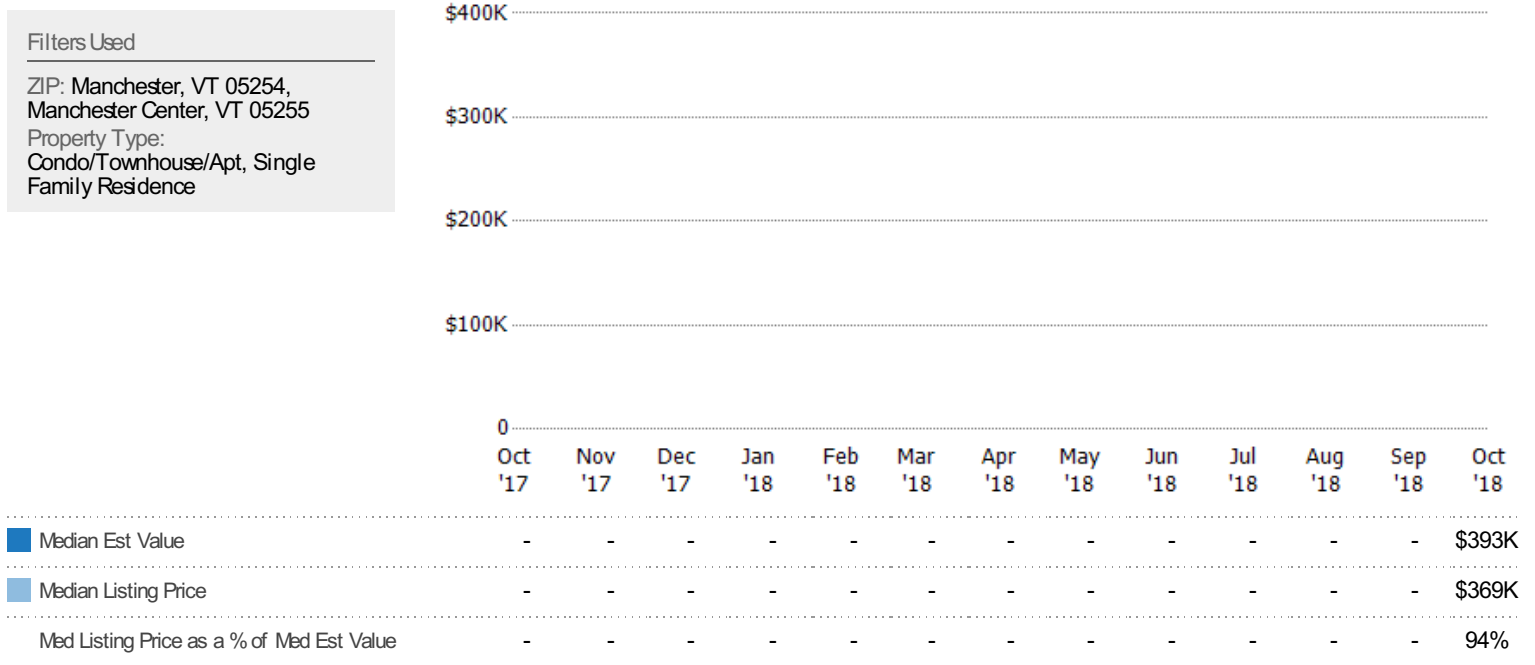 Filters Used
ZIP: Manchester, VT 05254,
Manchester Center, VT 05255
Property Type:
Condo/Townhouse/Apt, Single
Family Residence
$400K
$300K
$200K
$100K
0
Oct Nov Dec Jan Feb Mar Apr May Jun Jul Aug Sep Oct
'17 '17 '17 '18 '18 '18 '18 '18 '18 '18 '18 '18 '18
Median Est Value - - - - - - - - - - - - $393K
Median Listing Price - - - - - - - - - - - - $369K
Med Listing Price as a % of Med Est Value - - - - - - - - - - - - 94%